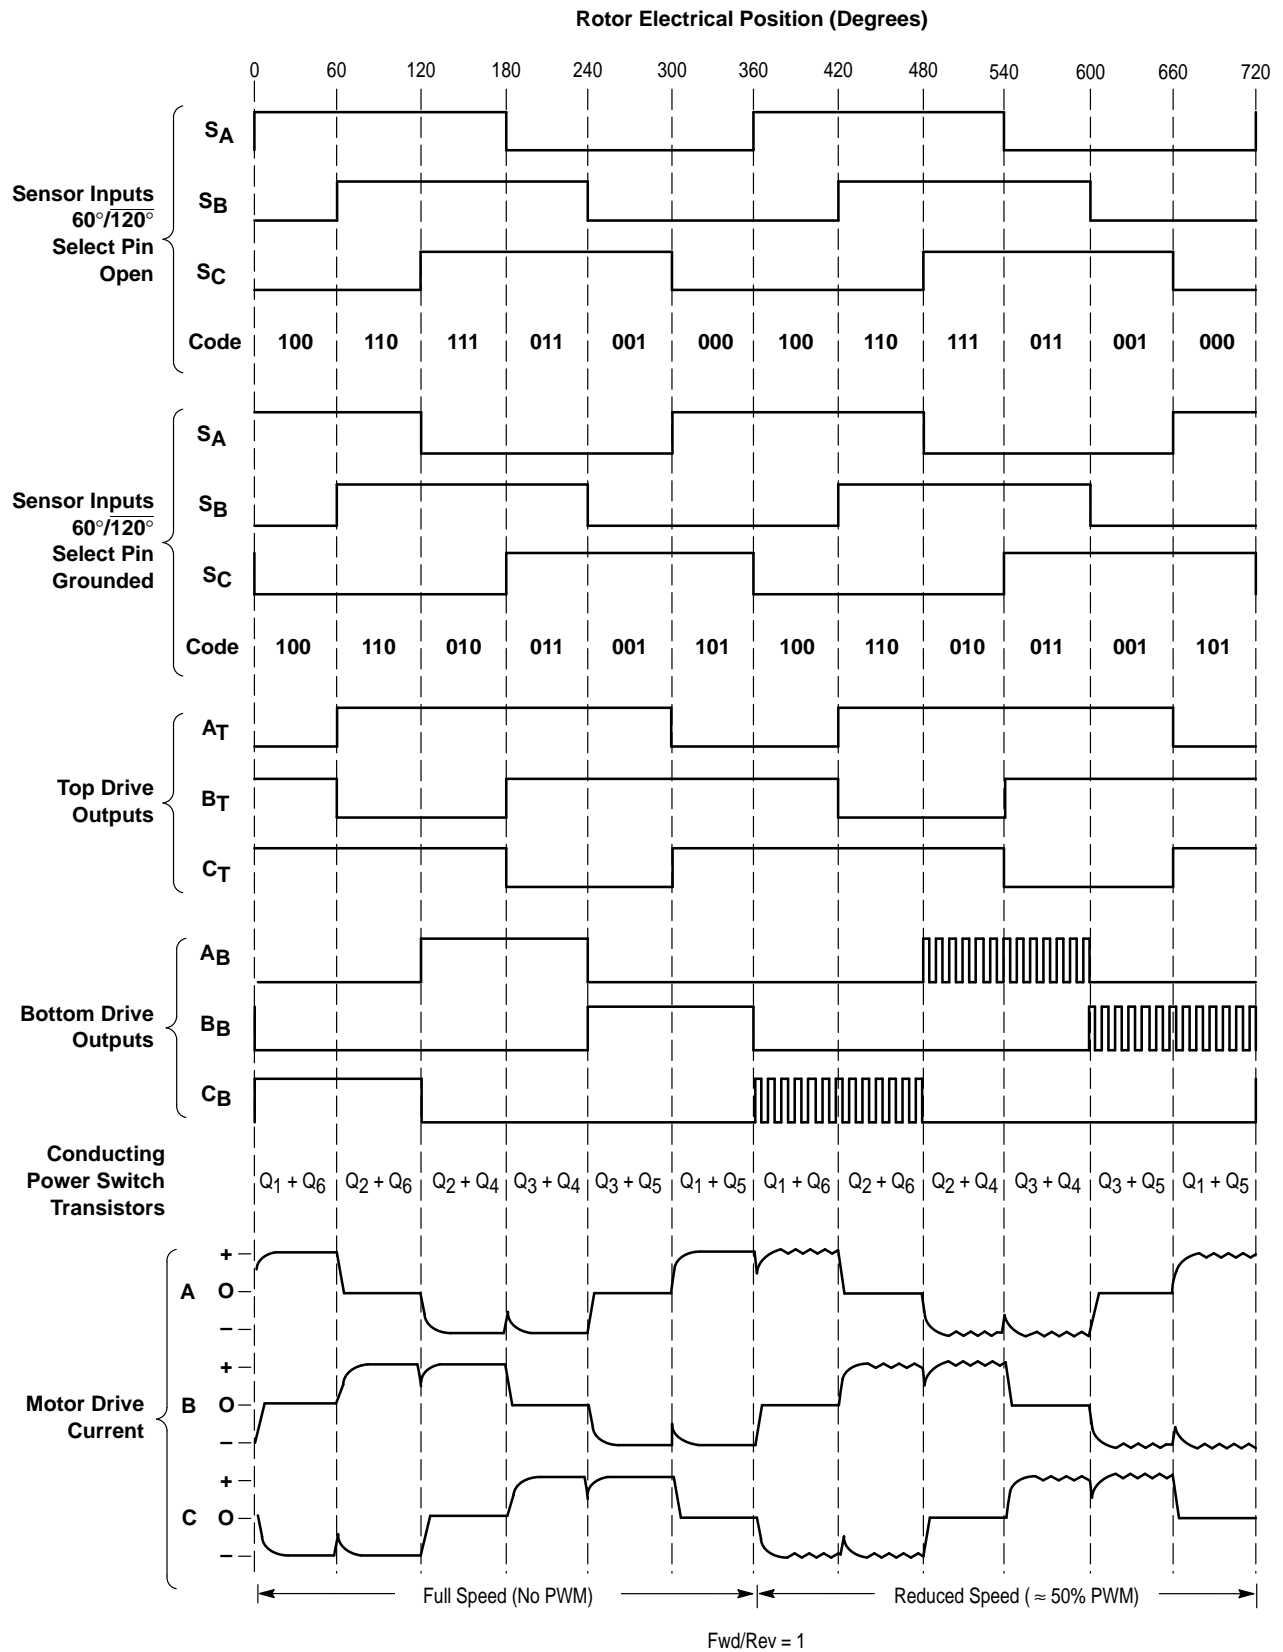 Rotor Electrical Position (Degrees)
0 60 120 180 240 300 360 420 480 540 600 660 720
SA
Sensor Inputs
60°/120°
Select Pin
Open
SB
SC
Code 100 110 111 011 001 000 100 110 111 011 001 000
SA
Sensor Inputs
60°/120°
Select Pin
Grounded
SB
SC
Code 100 110 010 011 001 101 100 110 010 011 001 101
AT
Top Drive
Outputs
BT
CT
AB
Bottom Drive
Outputs
BB
CB
Conducting
Power Switch
Transistors
Q1 + Q6 Q2 + Q6 Q2 + Q4 Q3 + Q4 Q3 + Q5 Q1 + Q5 Q1 + Q6 Q2 + Q6 Q2 + Q4 Q3 + Q4 Q3 + Q5 Q1 + Q5
+
A O
–
+
Motor Drive
Current
B O
–
+
C O
–
Full Speed (No PWM) Reduced Speed ( ≈ 50% PWM)
Fwd/Rev = 1